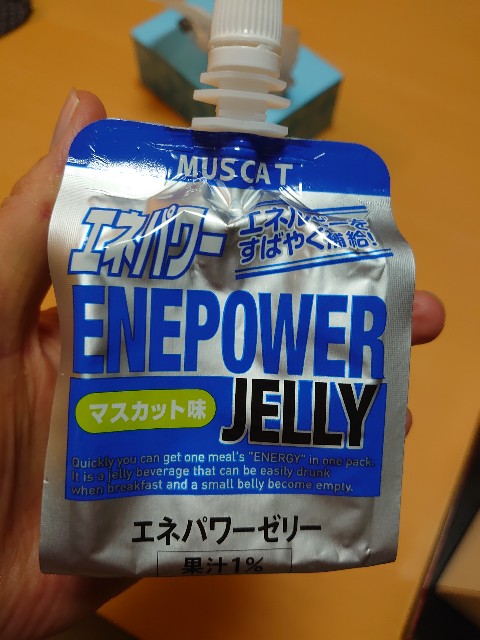 MUSCAT
エネパワー
エネルギーを
すばやく補給!
ENEPOWER
マスカット味
JELLY
Quickly you can get one meal's "ENERGY" in one pack.
It is a jelly beverage that can be easily drunk
when breakfast and a small belly become empty.
エネパワーゼリー
果汁1%